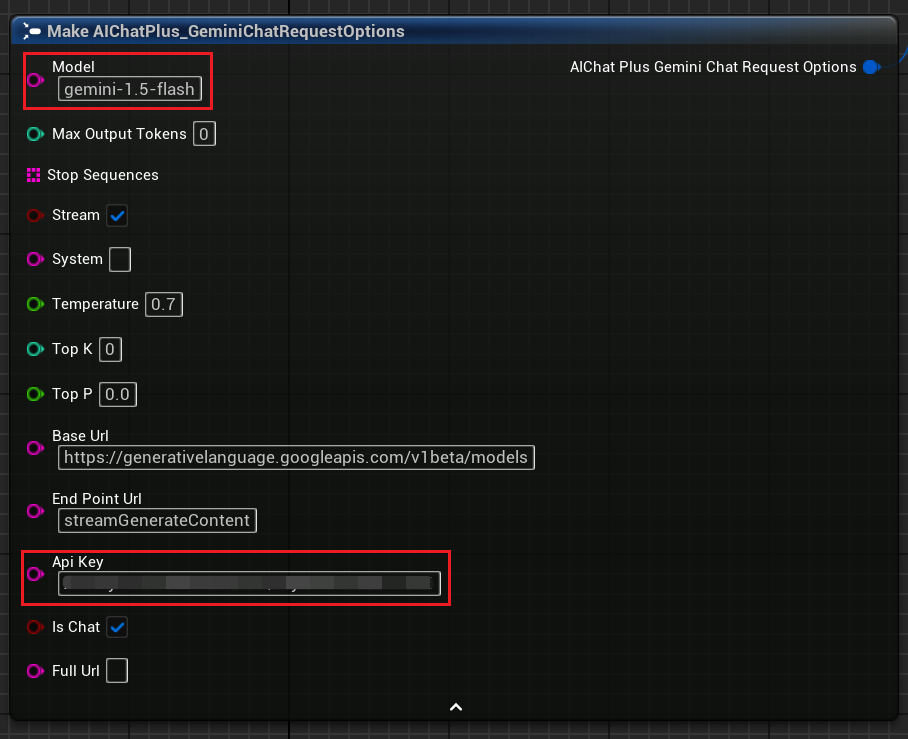 Make AIChatPlus_GeminiChatRequestOptions
Model
AIChat Plus Gemini Chat Request Options
gemini-1.5-flash
Max Output Tokens 0
Stop Sequences
Stream
System
Temperature 0.7
Top K 0
Top P 0.0
Base Url
https://generativelanguage.googleapis.com/v1beta/models
End Point Url
streamGenerateContent
Api Key
Is Chat
Full Url